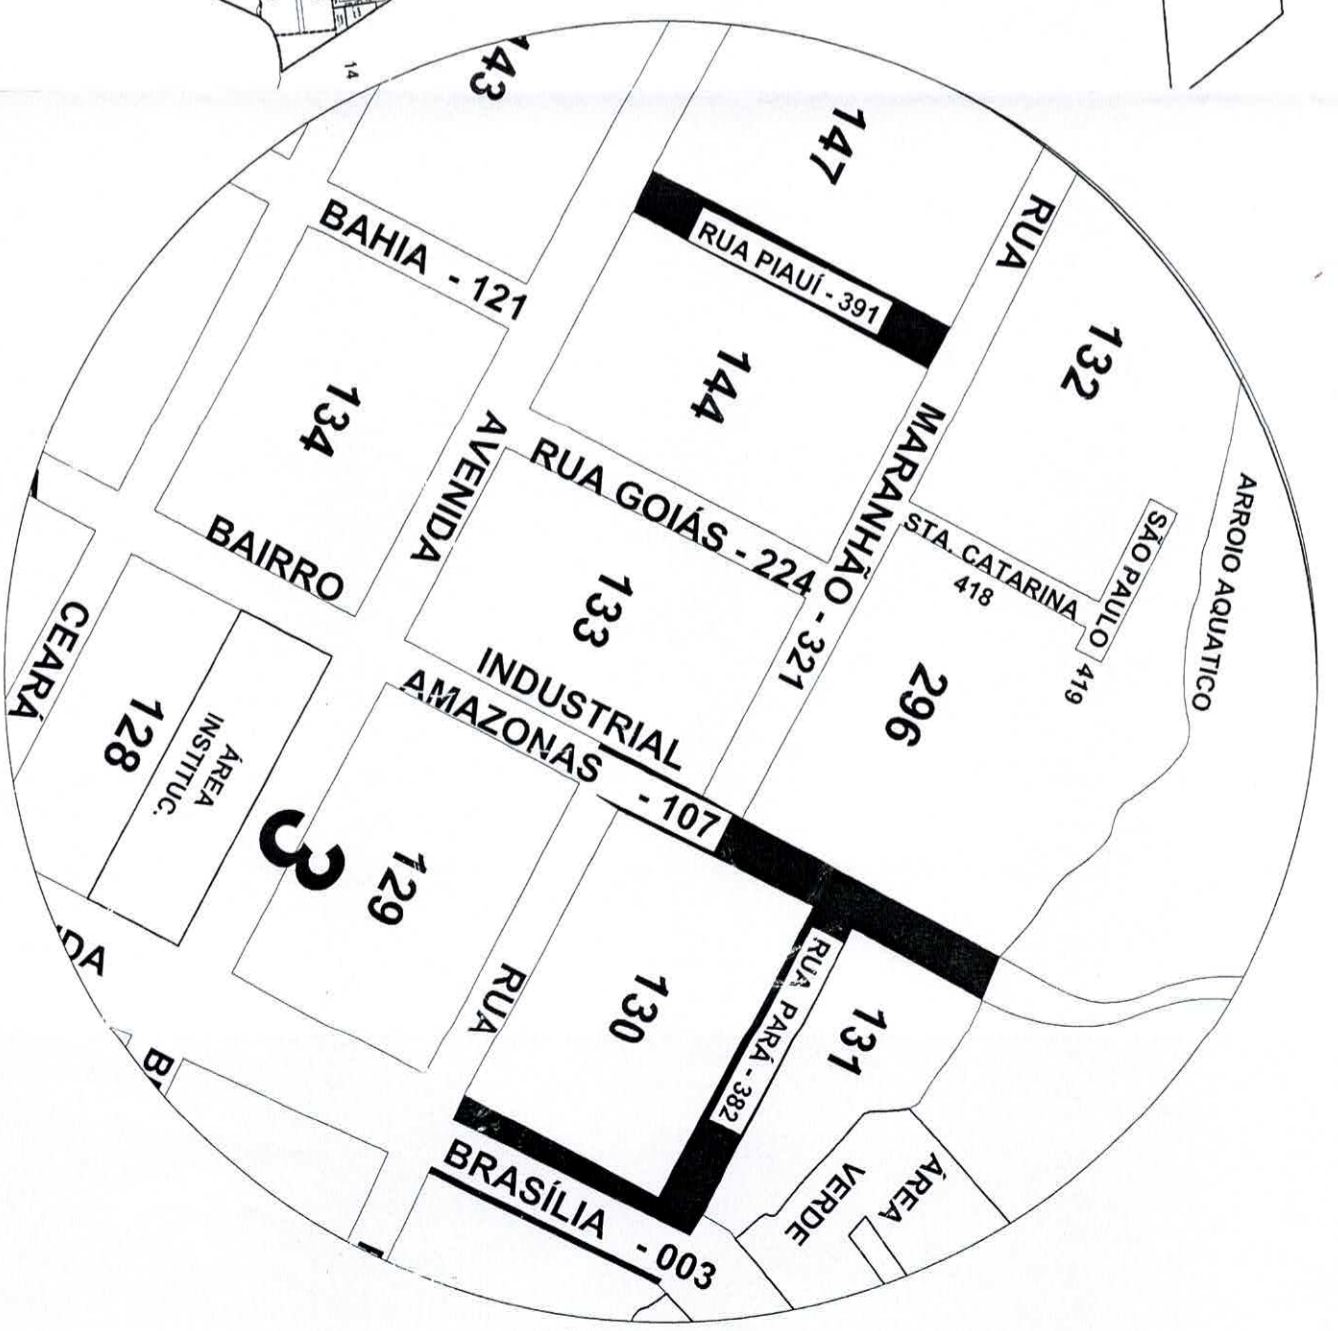 14
143
147
RUA
BAHIA - 121
RUA PIAUÍ - 391
132
144
134
MARANHÃO - 321
AVENIDA
RUA GOIÁS - 224
STA. CATARINA
418
SÃO PAULO 419
ARROIO AQUATICO
BAIRRO
133
INDUSTRIAL
AMAZONAS - 107
296
CEARÁ
128
ÁREA
INSTITUC.
3
129
RUA
130
RUA PARÁ - 382
131
BRASÍLIA - 003
ÁREA
VERDE